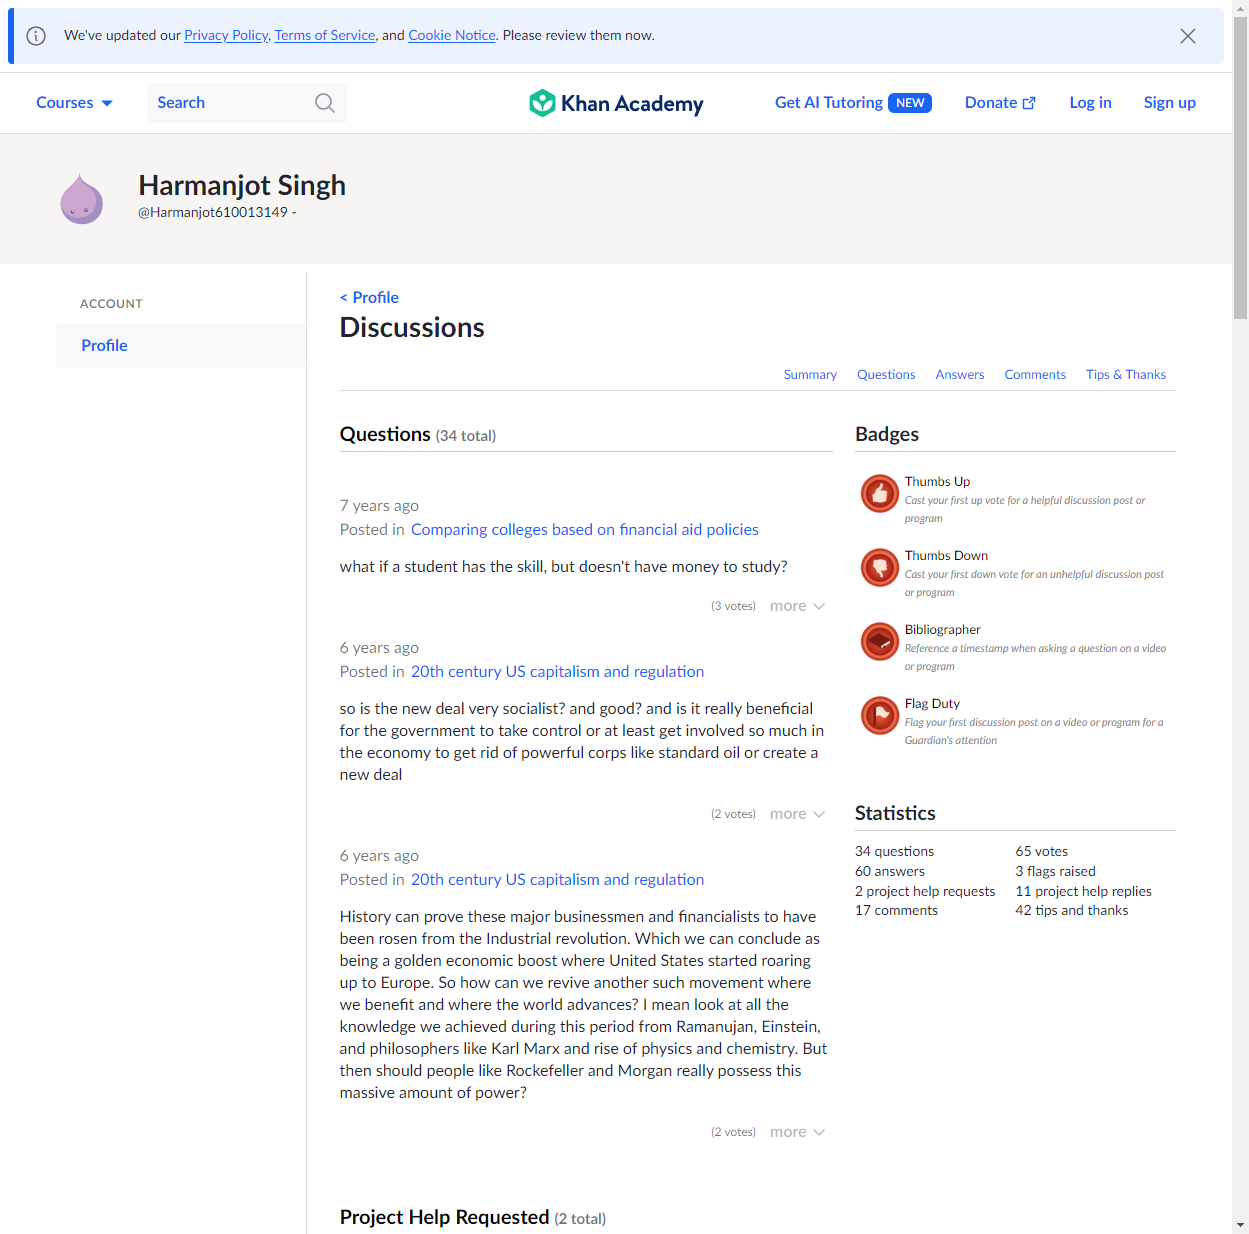 We've updated our Privacy Policy, Terms of Service, and Cookie Notice. Please review them now.
Courses
Search
Khan Academy
Get AI Tutoring NEW
Donate
Log in
Sign up
Harmanjot Singh
@Harmanjot610013149 -
ACCOUNT
Profile
< Profile
Discussions
Summary Questions Answers Comments Tips & Thanks
Questions (34 total)
7 years ago
Posted in Comparing colleges based on financial aid policies
what if a student has the skill, but doesn't have money to study?
(3 votes) more
6 years ago
Posted in 20th century US capitalism and regulation
so is the new deal very socialist? and good? and is it really beneficial
for the government to take control or at least get involved so much in
the economy to get rid of powerful corps like standard oil or create a
new deal
(2 votes) more
6 years ago
Posted in 20th century US capitalism and regulation
History can prove these major businessmen and financialists to have
been rosen from the Industrial revolution. Which we can conclude as
being a golden economic boost where United States started roaring
up to Europe. So how can we revive another such movement where
we benefit and where the world advances? I mean look at all the
knowledge we achieved during this period from Ramanujan, Einstein,
and philosophers like Karl Marx and rise of physics and chemistry. But
then should people like Rockefeller and Morgan really possess this
massive amount of power?
(2 votes) more
Project Help Requested (2 total)
Badges
Thumbs Up
Cast your first up vote for a helpful discussion post or
program
Thumbs Down
Cast your first down vote for an unhelpful discussion post
or program
Bibliographer
Reference a timestamp when asking a question on a video
or program
Flag Duty
Flag your first discussion post on a video or program for a
Guardian's attention
Statistics
34 questions 65 votes
60 answers 3 flags raised
2 project help requests 11 project help replies
17 comments 42 tips and thanks